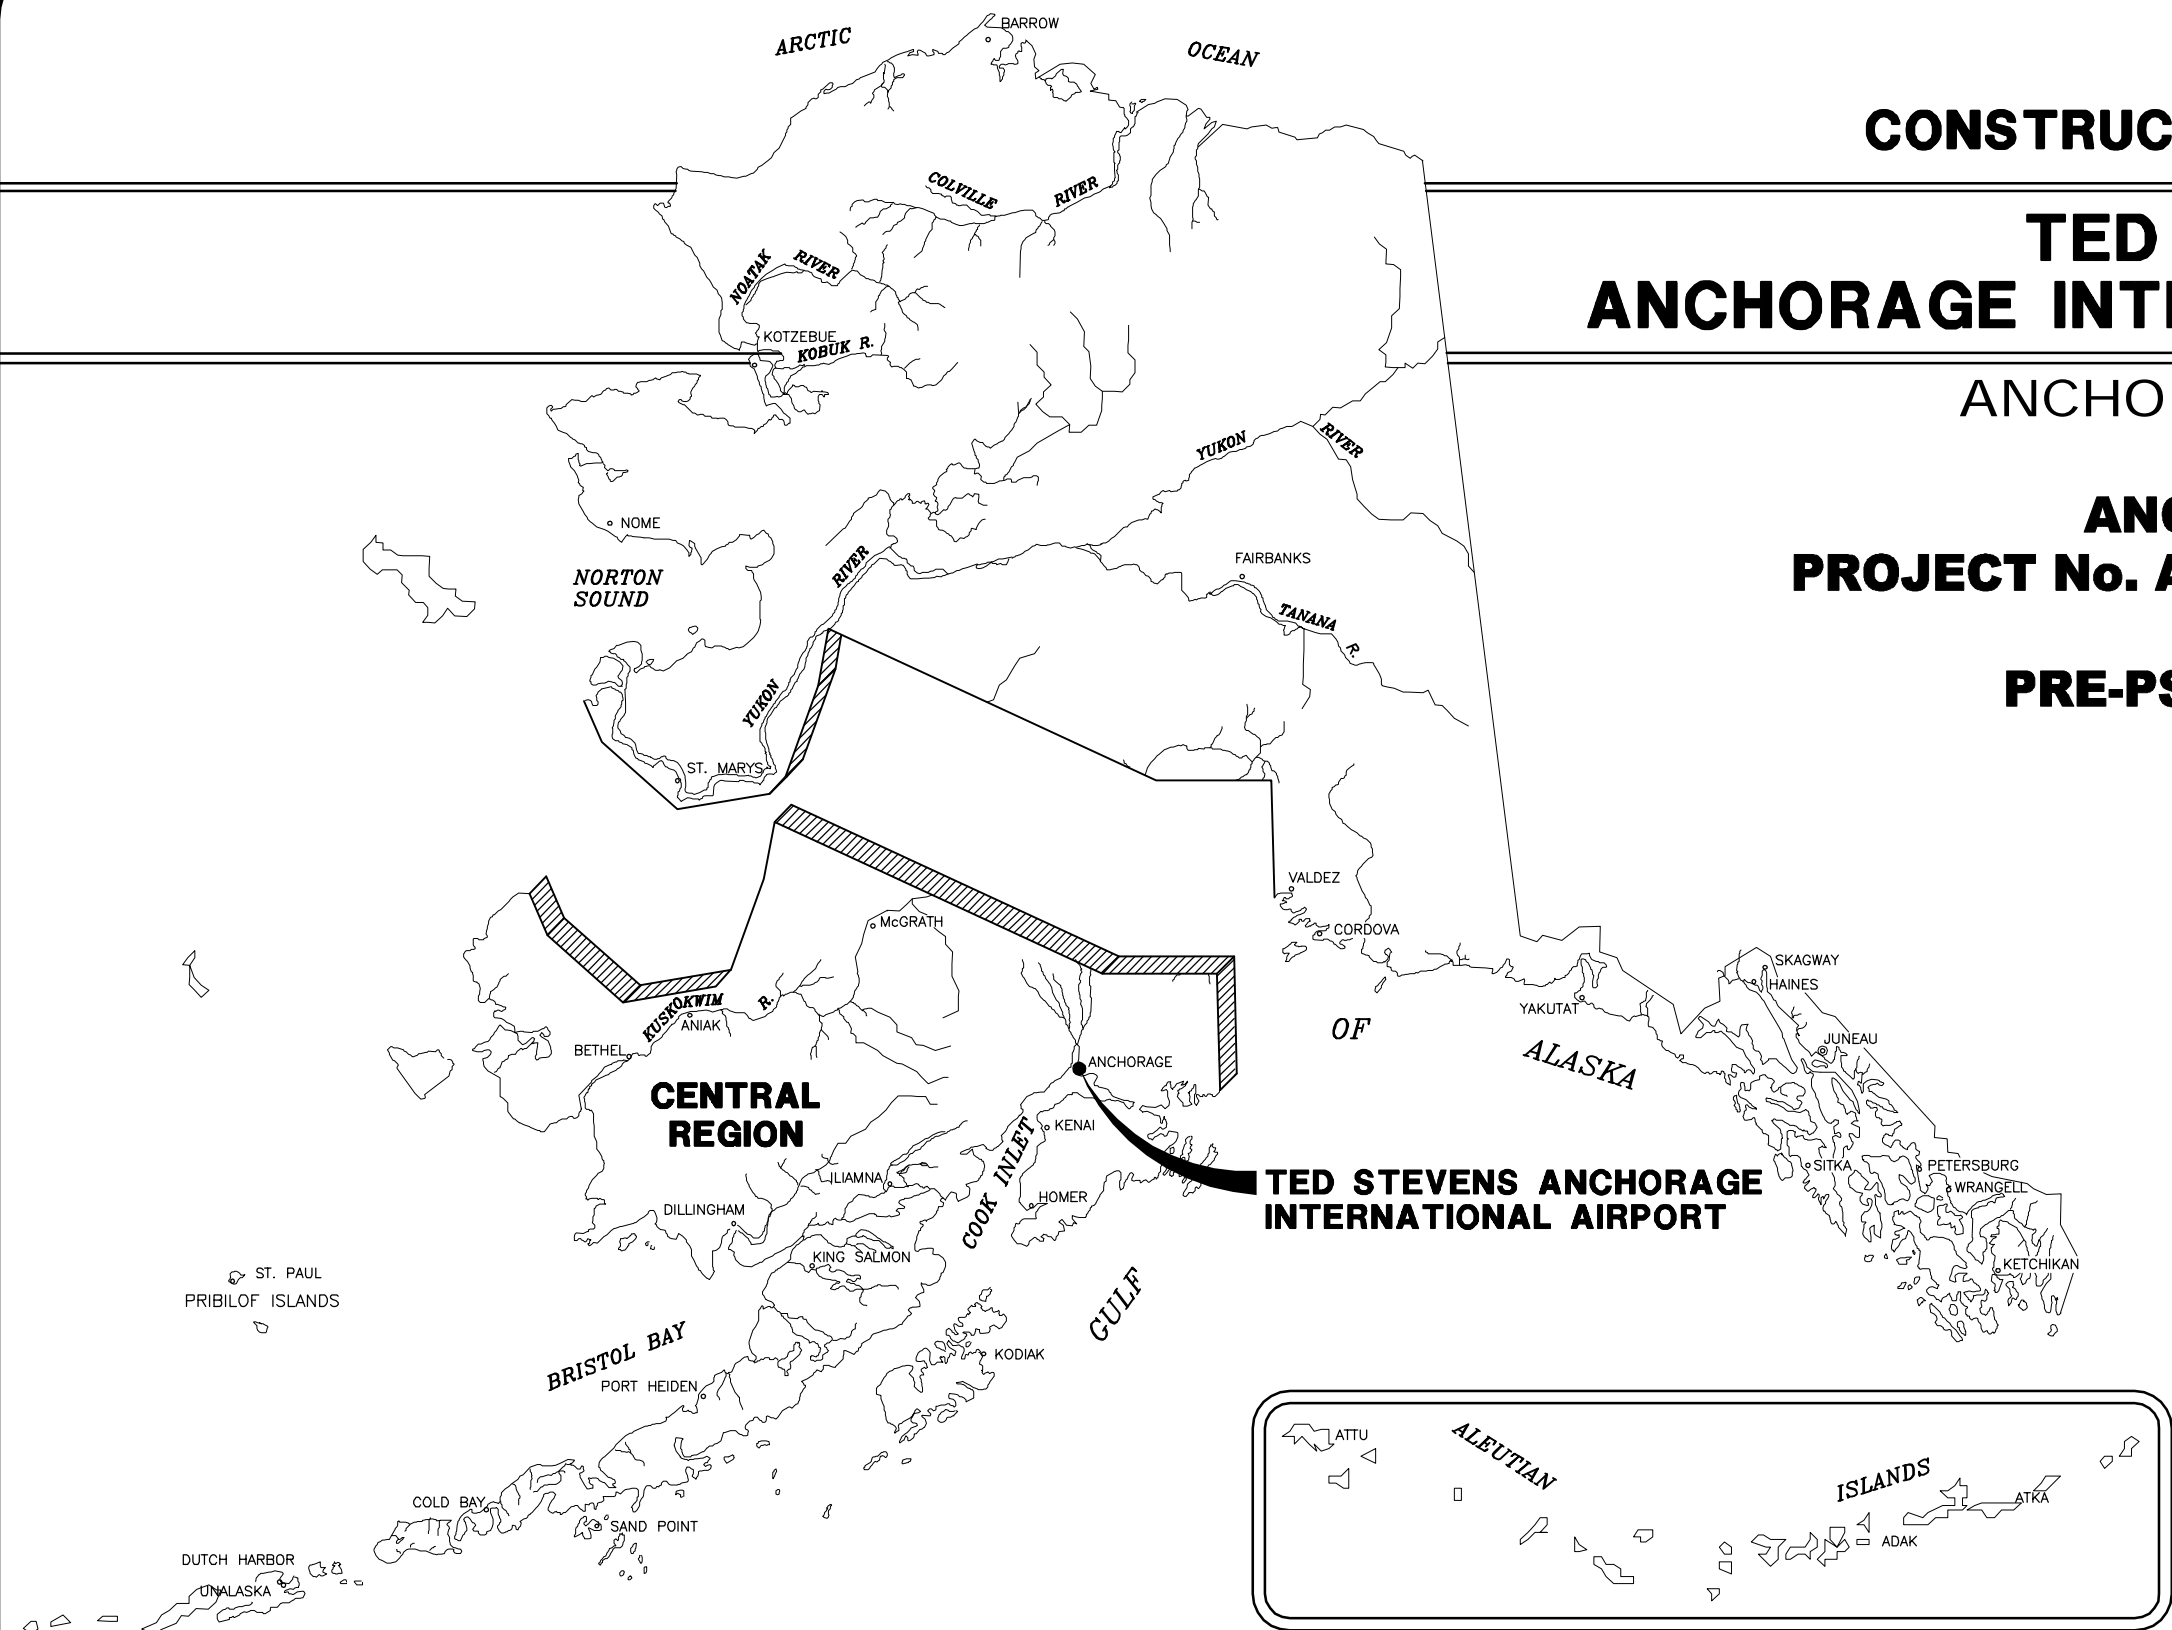 ARCTIC
BARROW
OCEAN
CONSTRUC
COLVILLE
RIVER
TED
NOATAK
RIVER
ANCHORAGE INT
KOTZEBUE
KOBUK R.
ANCHO
YUKON
RIVER
NOME
ANC
FAIRBANKS
RIVER
PROJECT No. A
NORTON
SOUND
TANANA
R.
PRE-PS
YUKON
ST. MARYS
VALDEZ
McGRATH
CORDOVA
SKAGWAY
HAINES
KUSKOKWIM
R.
YAKUTAT
ANIAK
OF
JUNEAU
BETHEL
ALASKA
ANCHORAGE
CENTRAL
REGION
KENAI
COOK INLET
SITKA
PETERSBURG
ILIAMNA
TED STEVENS ANCHORAGE
INTERNATIONAL AIRPORT
WRANGELL
HOMER
DILLINGHAM
KING SALMON
KETCHIKAN
ST. PAUL
PRIBILOF ISLANDS
GULF
BRISTOL BAY
KODIAK
PORT HEIDEN
ATTU
ALEUTIAN
ISLANDS
ATKA
COLD BAY
SAND POINT
ADAK
DUTCH HARBOR
UNALASKA